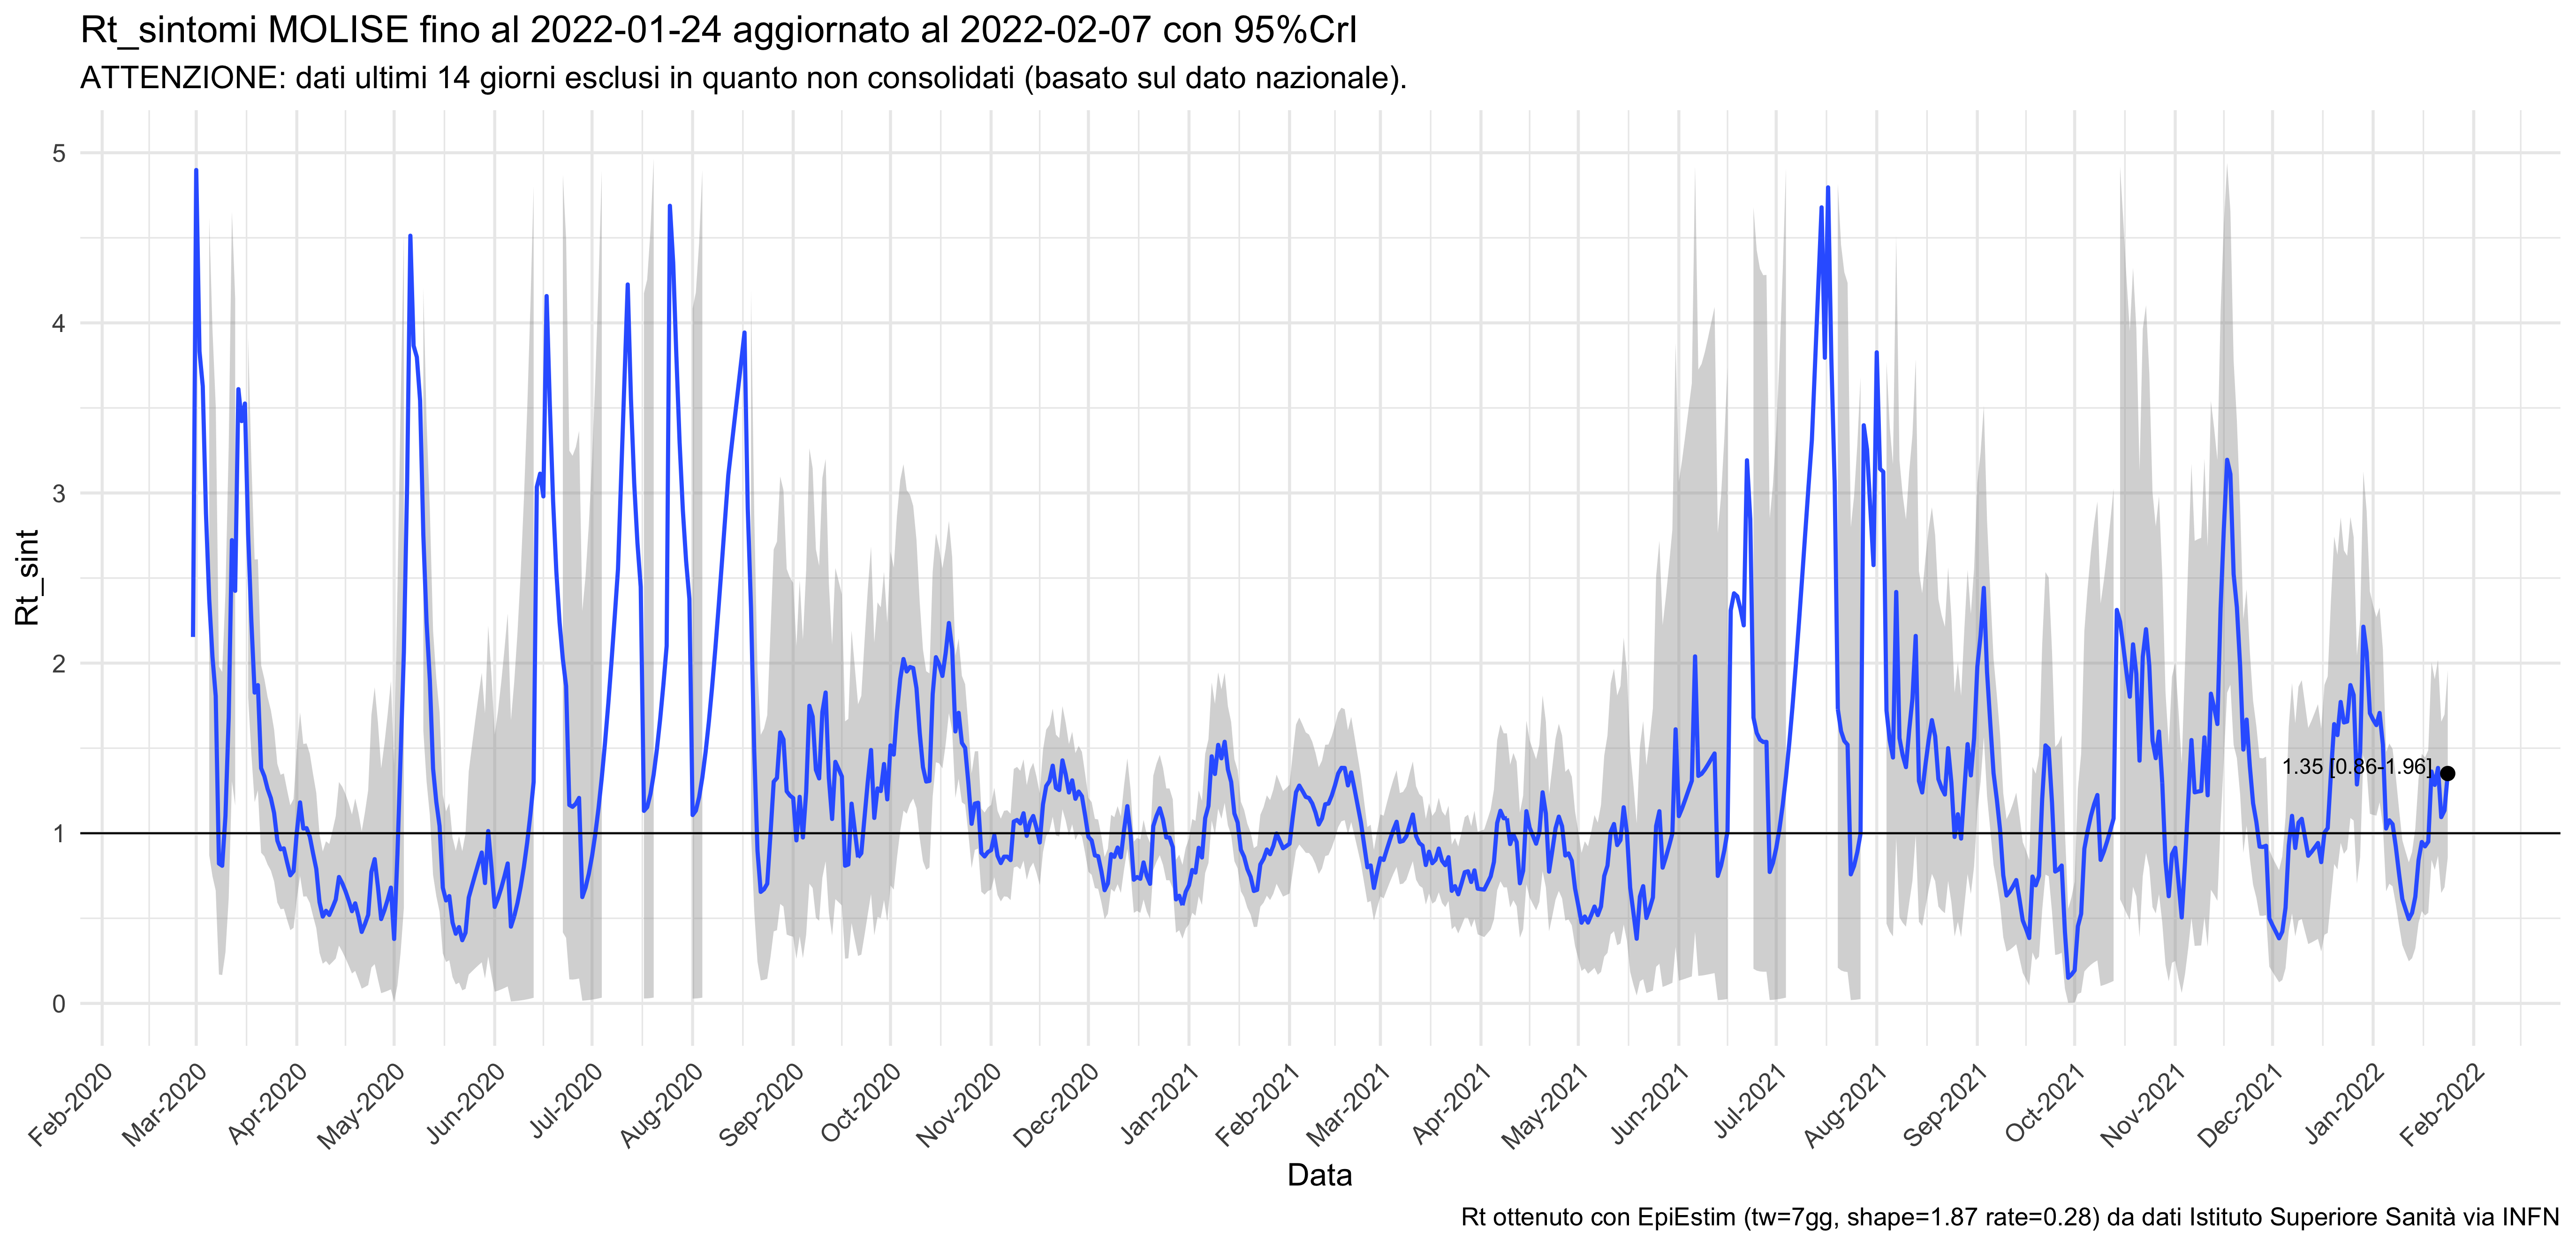 Rt_sintomi MOLISE fino al 2022-01-24 aggiornato al 2022-02-07 con 95%CrI
ATTENZIONE: dati ultimi 14 giorni esclusi in quanto non consolidati (basato sul dato nazionale).
5
4
3
2
1
0
Rt_sint
1.35 [0.86-1.96]
Feb-2020
Mar-2020
Apr-2020
May-2020
Jun-2020
Jul-2020
Aug-2020
Sep-2020
Oct-2020
Nov-2020
Dec-2020
Jan-2021
Feb-2021
Mar-2021
Apr-2021
May-2021
Jun-2021
Jul-2021
Aug-2021
Sep-2021
Oct-2021
Nov-2021
Dec-2021
Jan-2022
Feb-2022
Data
Rt ottenuto con EpiEstim (tw=7gg, shape=1.87 rate=0.28) da dati Istituto Superiore Sanità via INFN